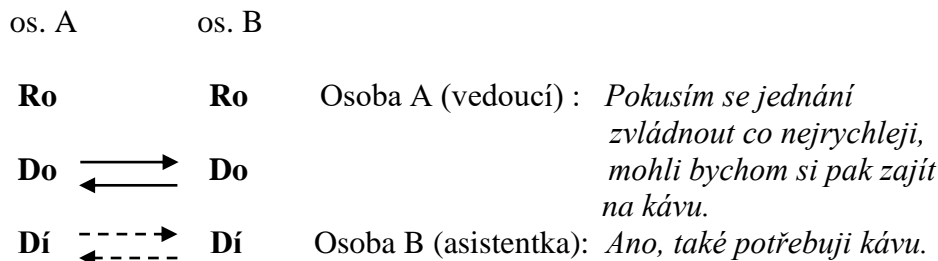 os. A os. B
Ro Ro Osoba A (vedoucí) : Pokusím se jednání
zvládnout co nejrychleji,
Do Do mohli bychom si pak zajít
na kávu.
Dí Dí Osoba B (asistentka): Ano, také potřebuji kávu.